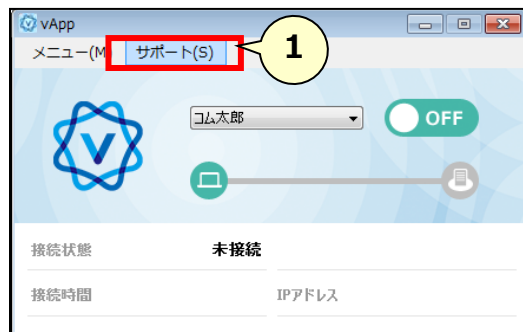 vApp
メニュー(M サポート(S)
1
コム太郎 OFF
接続状態 未接続
接続時間 IPアドレス